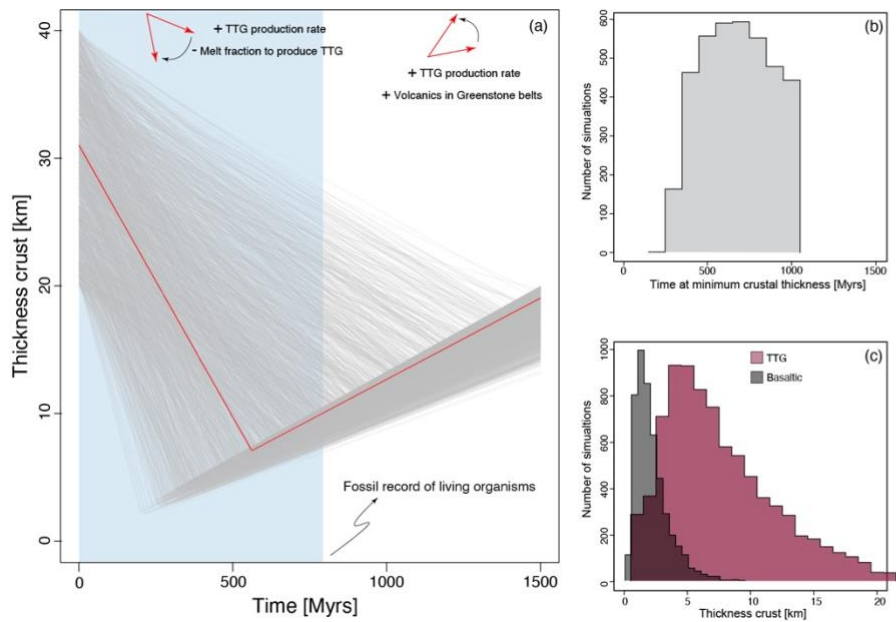 (a)
+ TTG production rate
- Melt fraction to produce TTG
+ TTG production rate
+ Volcanics in Greenstone belts
Fossil record of living organisms
Thickness crust [km]
0
10
20
30
40
0
500
1000
1500
Time [Myrs]
(b)
Number of simualtions
0
100
200
300
400
500
600
0
500
1000
1500
Time at minimum crustal thickness [Myrs]
(c)
TTG
Basaltic
Number of simualtions
0
200
400
600
800
1000
0
5
10
15
20
Thickness crust [km]